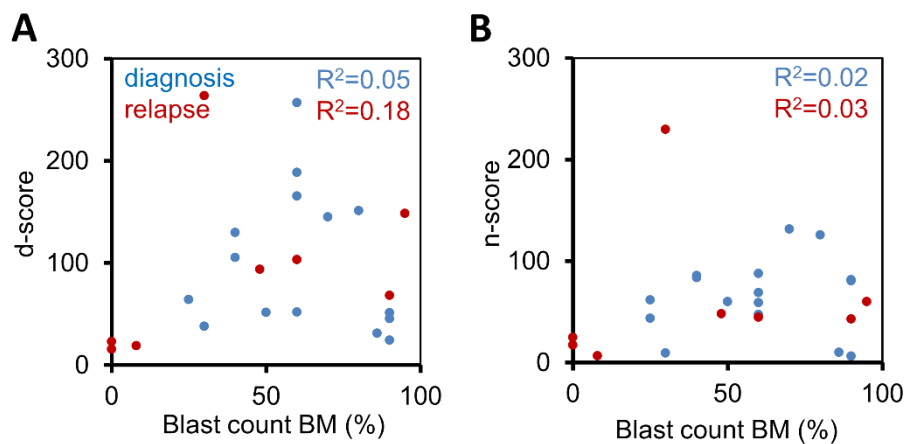 A
300
200
100
0
d-score
diagnosis
relapse
R²=0.05
R²=0.18
0
50
100
Blast count BM (%)
B
300
200
100
0
n-score
R²=0.02
R²=0.03
0
50
100
Blast count BM (%)